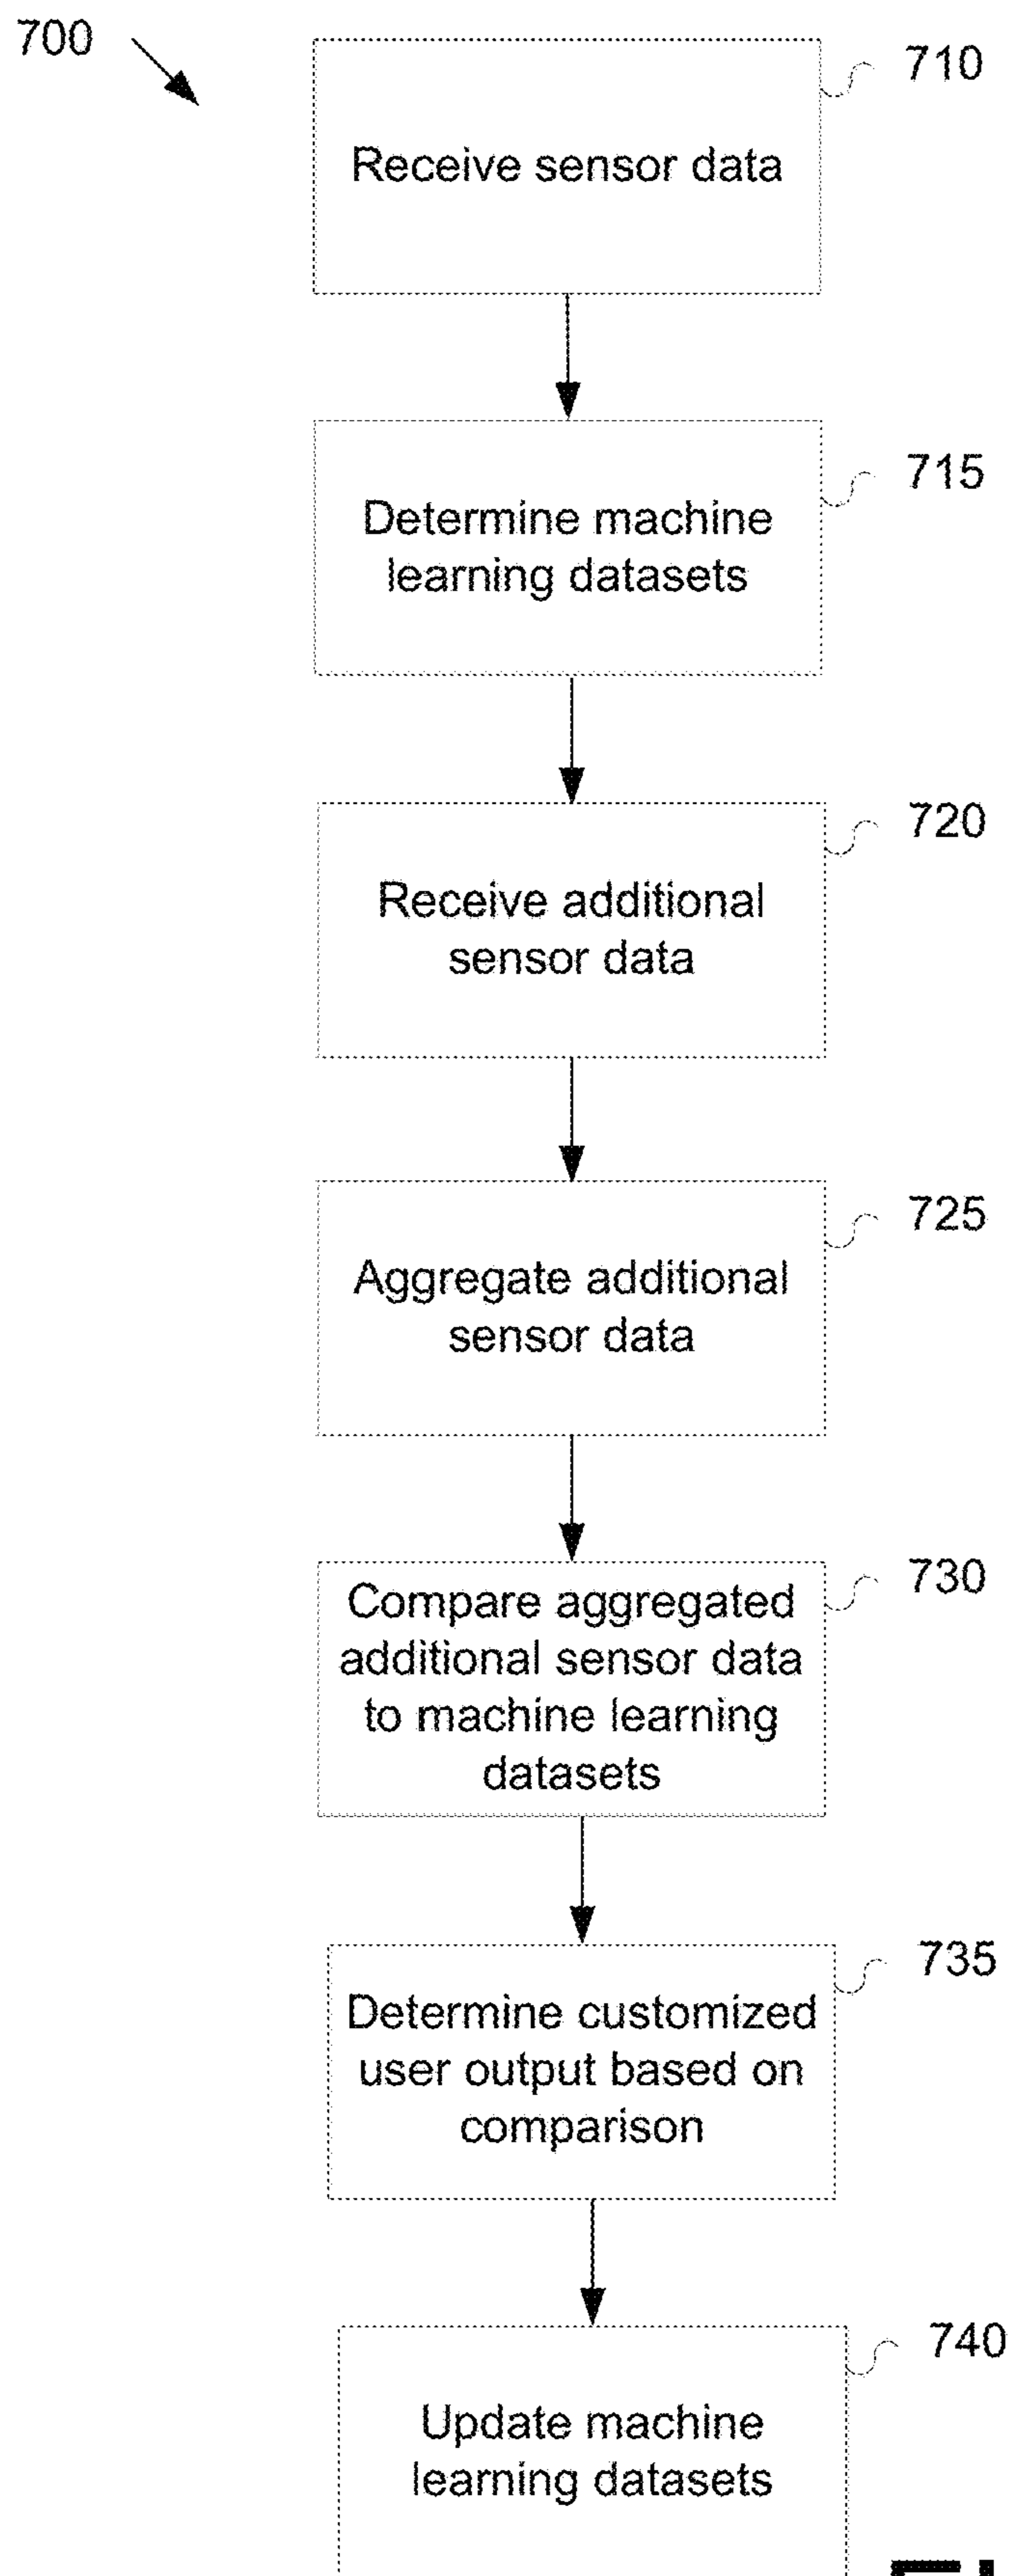 700
710
Receive sensor data
715
Determine machine
learning datasets
720
Receive additional
sensor data
725
Aggregate additional
sensor data
730
Compare aggregated
additional sensor data
to machine learning
datasets
735
Determine customized
user output based on
comparison
740
Update machine
learning datasets